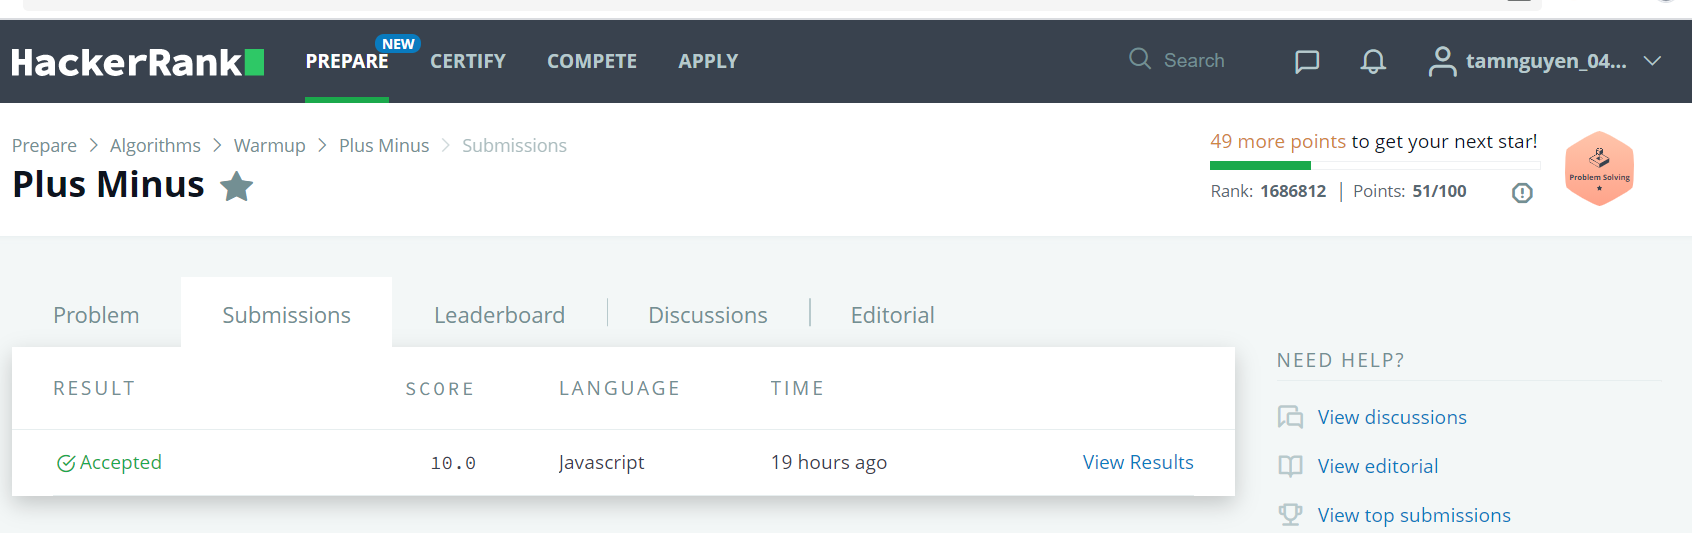 HackerRank PREPARE NEW CERTIFY COMPETE APPLY Search tamnguyen_04...
Prepare > Algorithms > Warmup > Plus Minus > Submissions
Plus Minus
49 more points to get your next star!
Rank: 1686812 | Points: 51/100
Problem Solving
Problem Submissions Leaderboard Discussions Editorial
RESULT SCORE LANGUAGE TIME
Accepted 10.0 Javascript 19 hours ago View Results
NEED HELP?
View discussions
View editorial
View top submissions